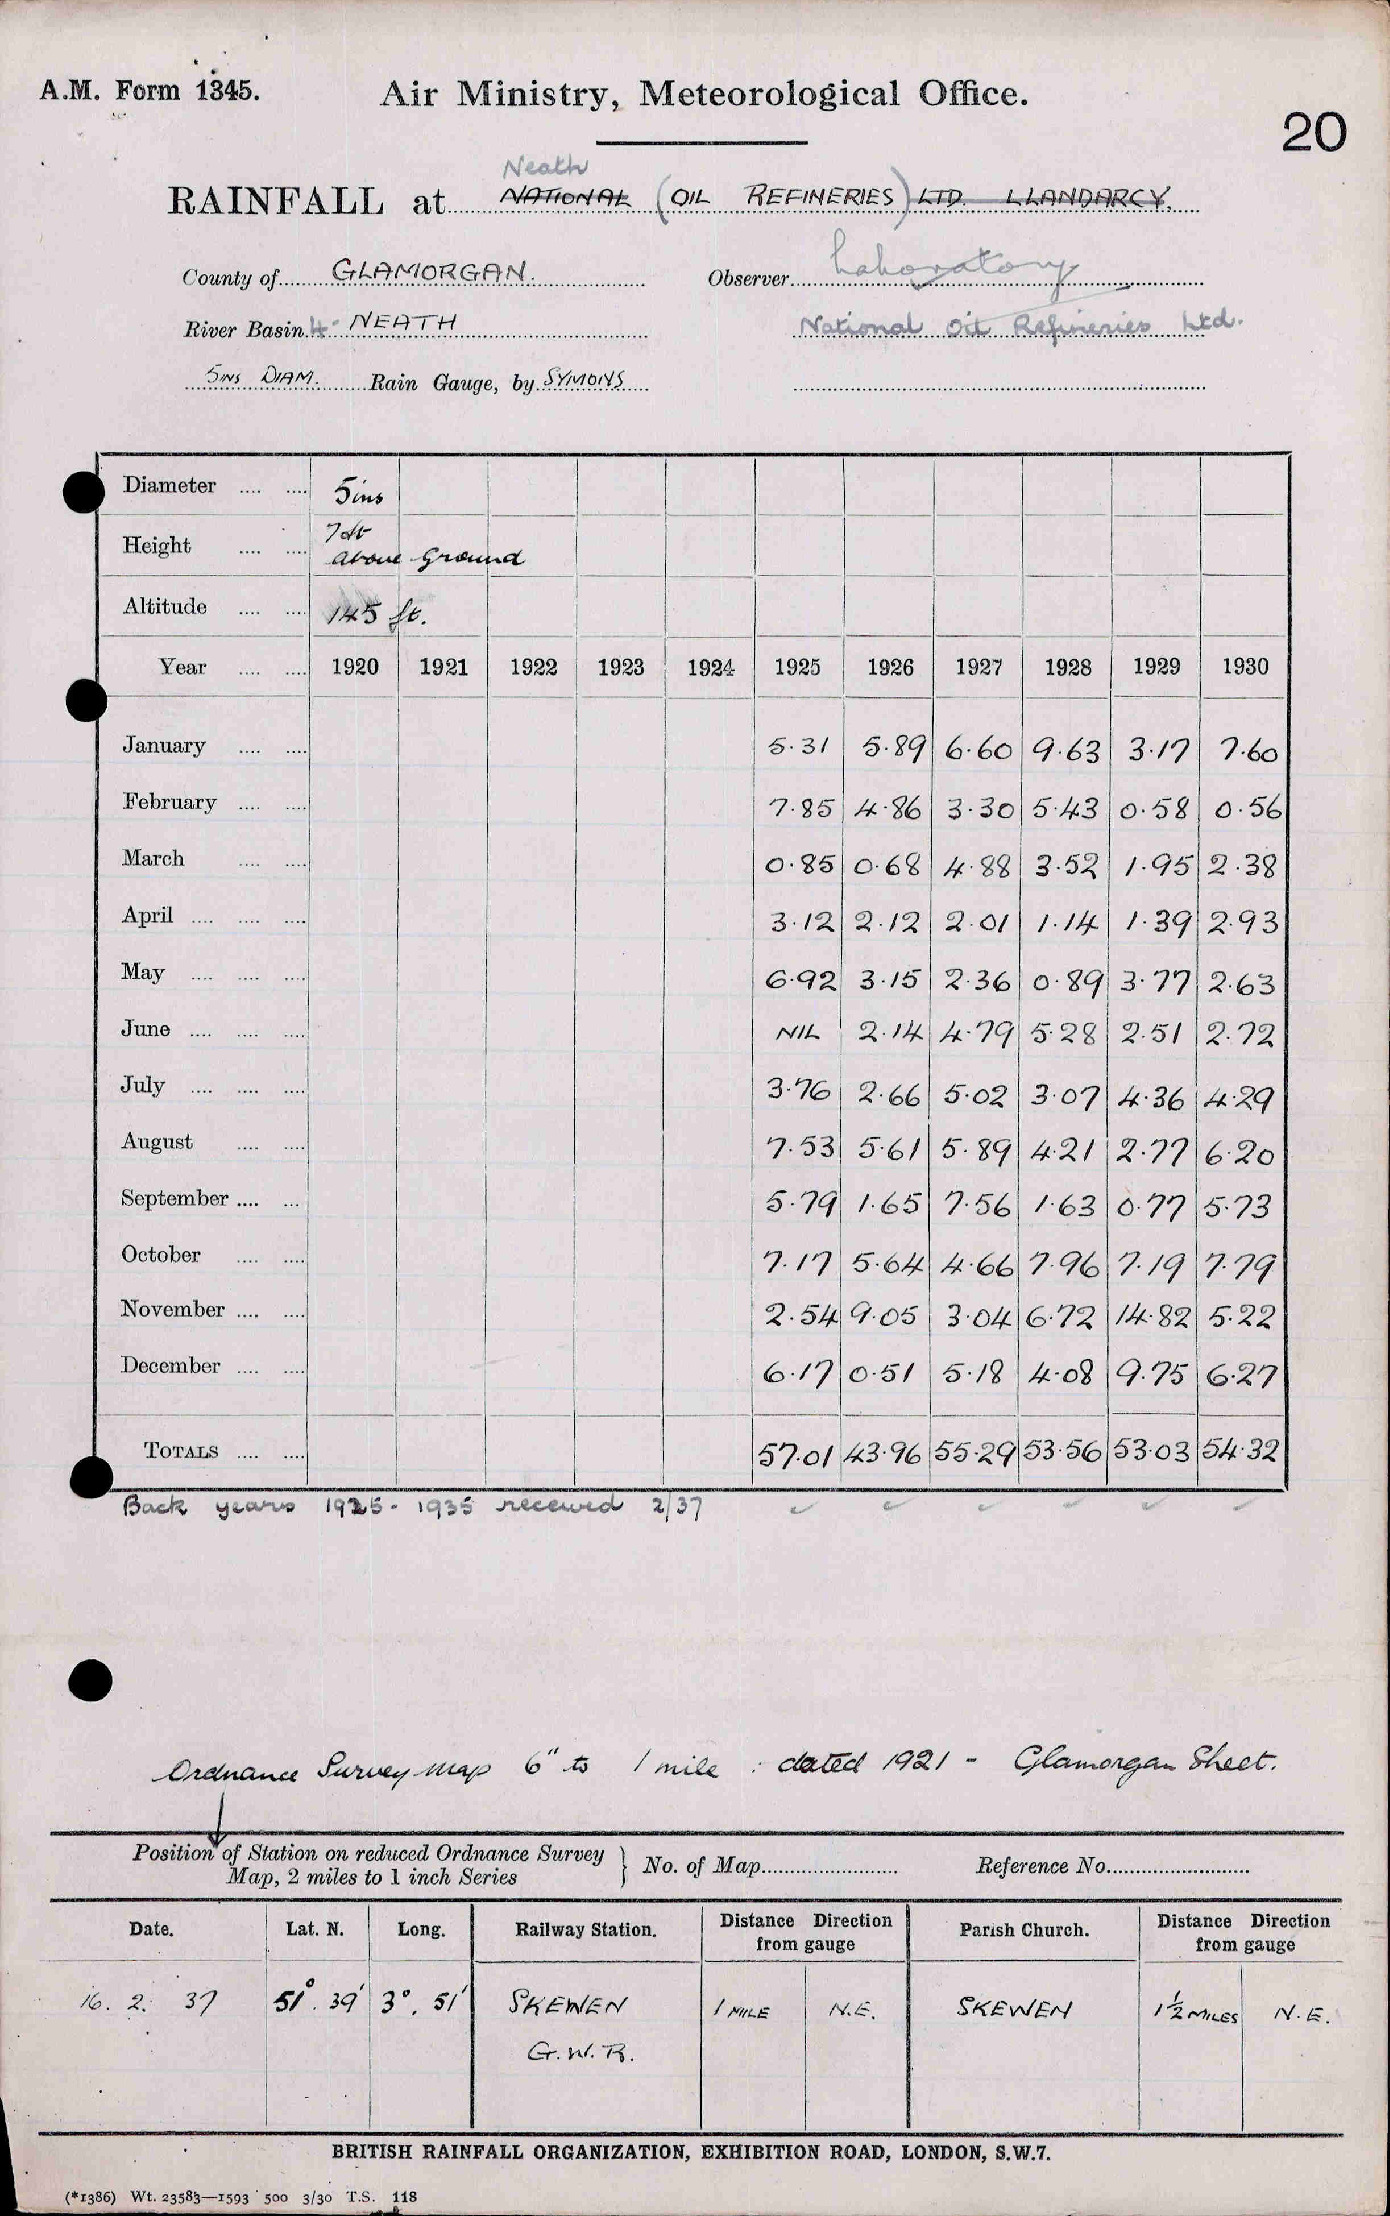 A.M. Form 1345.
Air Ministry, Meteorological Office.
20
Neath
RAINFALL at NATIONAL (OIL REFINERIES) LTD. LLANDARCY.
County of GLAMORGAN. Observer Laboratory
River Basin 4. NEATH National Oil Refineries Ltd.
5INS DIAM. Rain Gauge, by SYMONS
Diameter .... .... 5ins
Height .... .... 7ft above Ground
Altitude .... .... 145 ft.
Year .... .... 1920 1921 1922 1923 1924 1925 1926 1927 1928 1929 1930
January .... .... 5.31 5.89 6.60 9.63 3.17 7.60
February .... .... 7.85 4.86 3.30 5.43 0.58 0.56
March .... .... 0.85 0.68 4.88 3.52 1.95 2.38
April .... .... .... 3.12 2.12 2.01 1.14 1.39 2.93
May .... .... .... 6.92 3.15 2.36 0.89 3.77 2.63
June .... .... .... NIL 2.14 4.79 5.28 2.51 2.72
July .... .... .... 3.76 2.66 5.02 3.07 4.36 4.29
August .... .... 7.53 5.61 5.89 4.21 2.77 6.20
September .... .... 5.79 1.65 7.56 1.63 0.77 5.73
October .... .... 7.17 5.64 4.66 7.96 7.19 7.79
November .... .... 2.54 9.05 3.04 6.72 14.82 5.22
December .... .... 6.17 0.51 5.18 4.08 9.75 6.27
TOTALS .... .... 57.01 43.96 55.29 53.56 53.03 54.32
Back years 1925-1935 received 2/37
Ordnance Survey Map 6" to 1 mile : dated 1921 - Glamorgan Sheet.
Position of Station on reduced Ordnance Survey
Map, 2 miles to 1 inch Series } No. of Map Reference No.
Date. Lat. N. Long. Railway Station. Distance Direction from gauge Parish Church. Distance Direction from gauge
16. 2. 37 51°. 39' 3°. 51' SKEWEN 1 MILE N.E. SKEWEN 1½ MILES N.E.
G.W.R.
BRITISH RAINFALL ORGANIZATION, EXHIBITION ROAD, LONDON, S.W.7.
(*1386) Wt. 23583—1593 500 3/30 T.S. 118